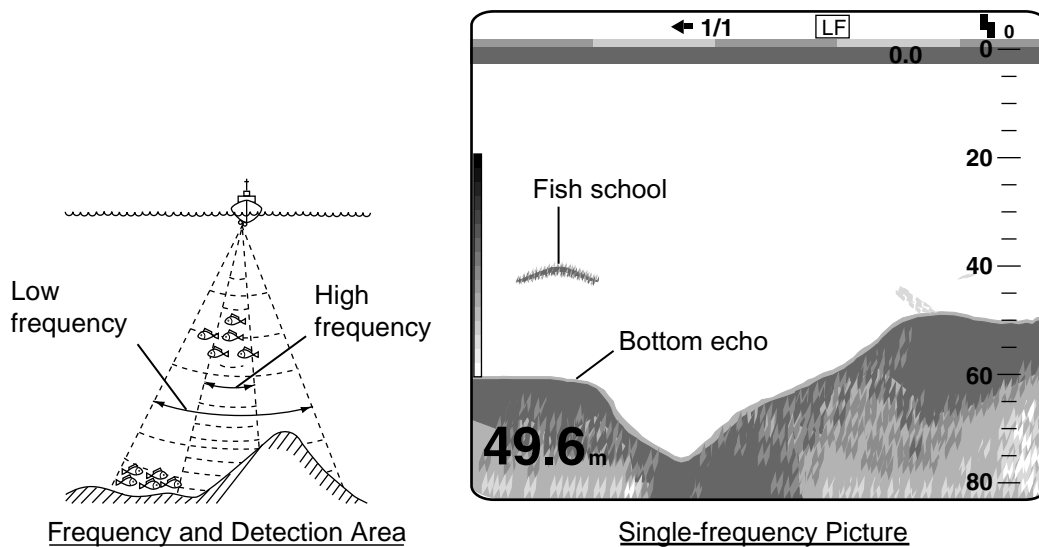 Low
frequency
High
frequency
Frequency and Detection Area
1/1
LF
0
0.0
0
20
Fish school
40
Bottom echo
60
49.6m
80
Single-frequency Picture